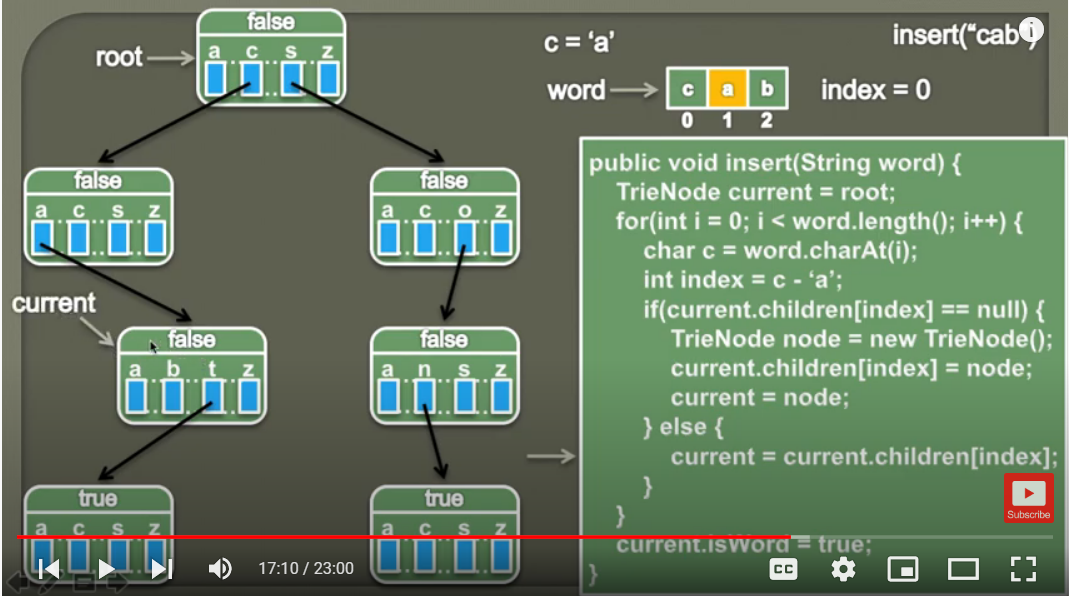 false
a c s z
root
c = ‘a’
insert(“cab”)
word
c a b
0 1 2
index = 0
false
a c s z
false
a c o z
current
false
a b t z
false
a n s z
true
a c s z
true
a c s z
public void insert(String word) {
TrieNode current = root;
for(int i = 0; i < word.length(); i++) {
char c = word.charAt(i);
int index = c - ‘a’;
if(current.children[index] == null) {
TrieNode node = new TrieNode();
current.children[index] = node;
current = node;
} else {
current = current.children[index];
}
}
current.isWord = true;
}
Subscribe
17:10 / 23:00
CC